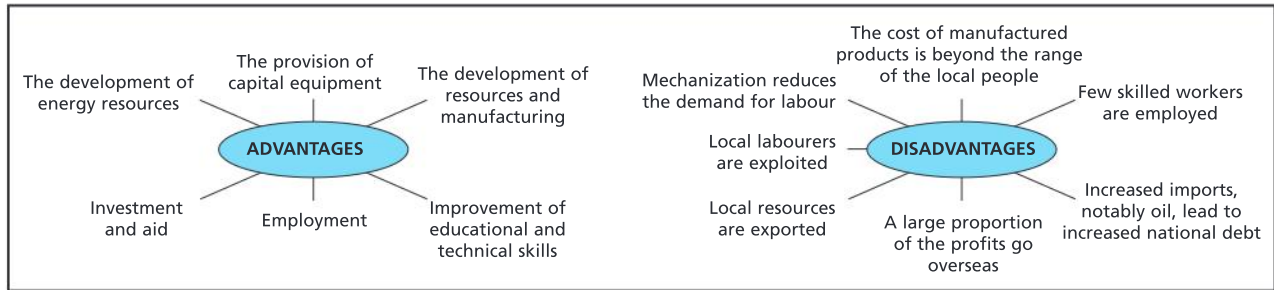 The development of
energy resources
The provision of
capital equipment
The development of
resources and
manufacturing
ADVANTAGES
Investment
and aid
Employment
Improvement of
educational and
technical skills
Mechanization reduces
the demand for labour
The cost of manufactured
products is beyond the range
of the local people
Few skilled workers
are employed
Local labourers
are exploited
DISADVANTAGES
Local resources
are exported
A large proportion
of the profits go
overseas
Increased imports,
notably oil, lead to
increased national debt